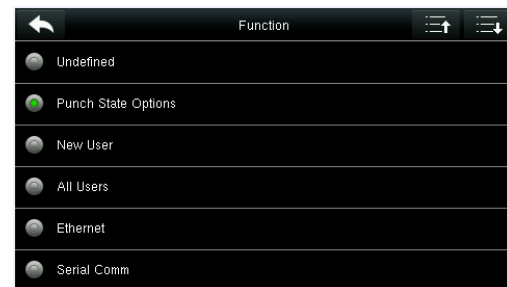 Function
Undefined
Punch State Options
New User
All Users
Ethernet
Serial Comm